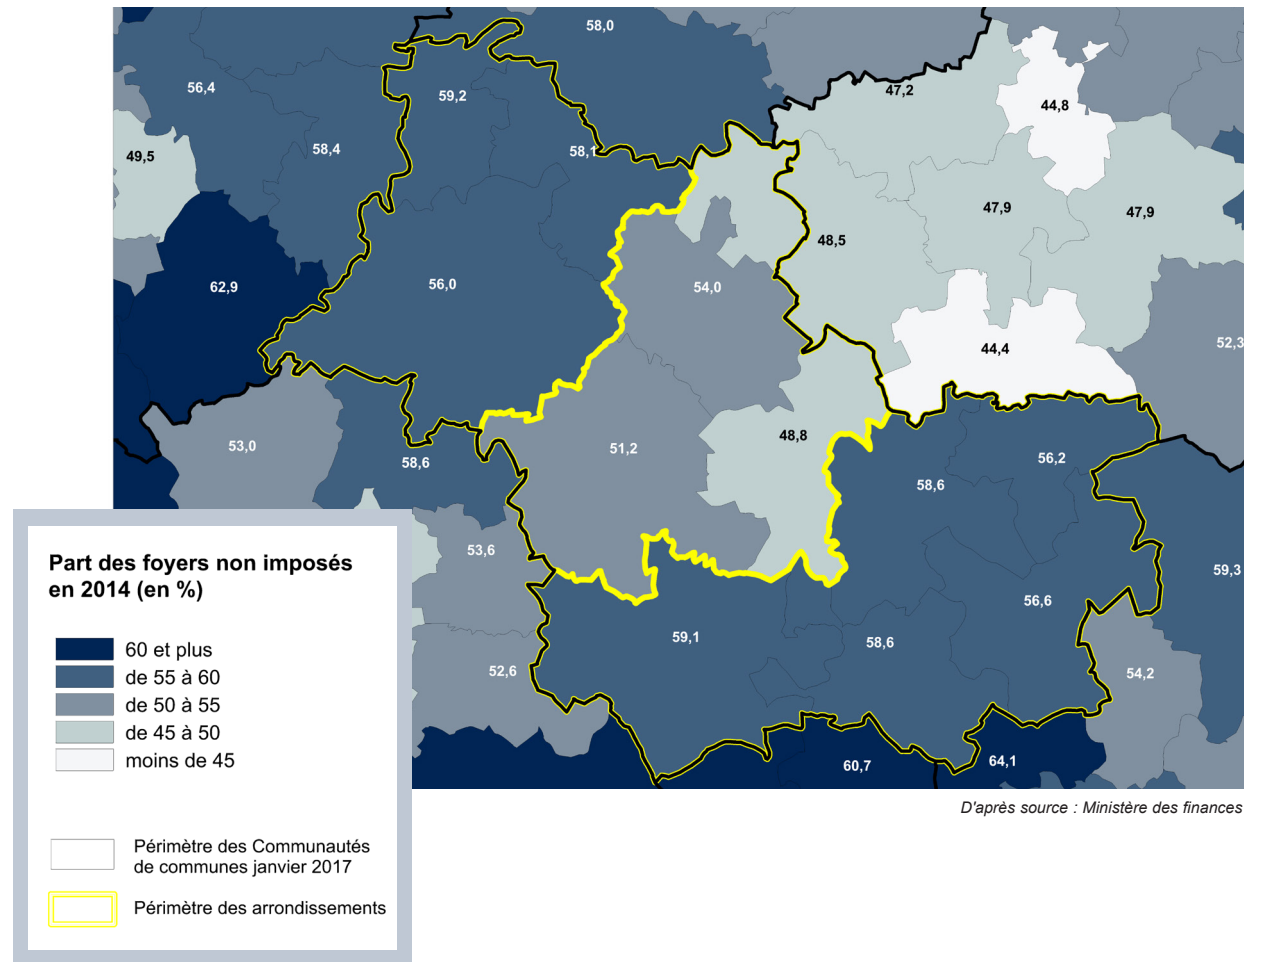 58,0
56,4
59,2
47,2
44,8
58,4
58,1
49,5
47,9
47,9
48,5
62,9
56,0
54,0
52,3
44,4
53,0
51,2
48,8
58,6
58,6
56,2
53,6
59,3
56,6
59,1
58,6
52,6
54,2
60,7
64,1
D'après source : Ministère des finances
Part des foyers non imposés
en 2014 (en %)
60 et plus
de 55 à 60
de 50 à 55
de 45 à 50
moins de 45
Périmètre des Communautés
de communes janvier 2017
Périmètre des arrondissements